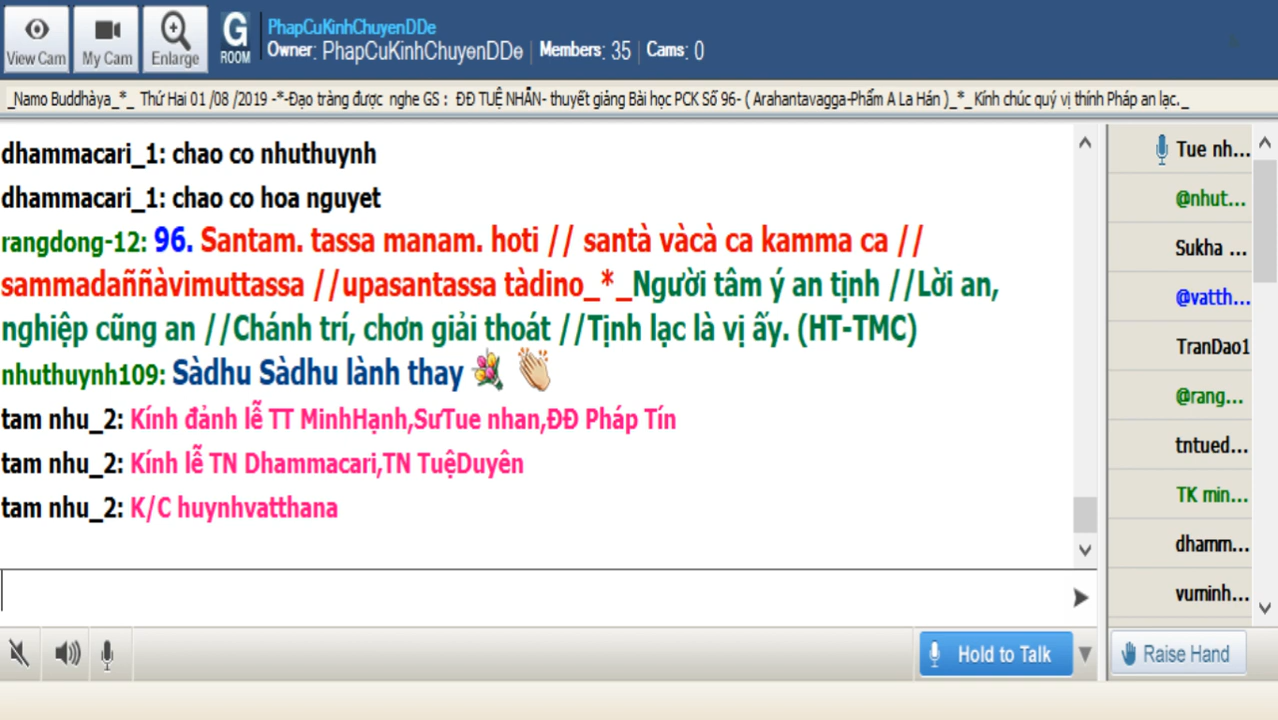 PhapCuKinhChuyenDDe
View Cam My Cam Enlarge G ROOM Owner: PhapCuKinhChuyenDDe | Members: 35 | Cams: 0
_Namo Buddhàya_*_ Thứ Hai 01 /08 /2019 -*-Đạo tràng được nghe GS : ĐĐ TUỆ NHẪN- thuyết giảng Bài học PCK Số 96- ( Arahantavagga-Phẩm A La Hán )_*_Kính chúc quý vị thính Pháp an lạc._
dhammacari_1: chao co nhuthuynh
dhammacari_1: chao co hoa nguyet
rangdong-12: 96. Santam. tassa manam. hoti // santà vàcà ca kamma ca //
sammadaññàvimuttassa //upasantassa tàdino_*_Người tâm ý an tịnh //Lời an,
nghiệp cũng an //Chánh trí, chơn giải thoát //Tịnh lạc là vị ấy. (HT-TMC)
nhuthuynh109: Sàdhu Sàdhu lành thay
tam nhu_2: Kính đảnh lễ TT MinhHạnh,SưTue nhan,ĐĐ Pháp Tín
tam nhu_2: Kính lễ TN Dhammacari,TN TuệDuyên
tam nhu_2: K/C huynhvatthana
Tue nh...
@nhut...
Sukha ...
@vatth...
TranDao1
@rang...
tntued...
TK min...
dhamm...
vuminh...
Hold to Talk
Raise Hand